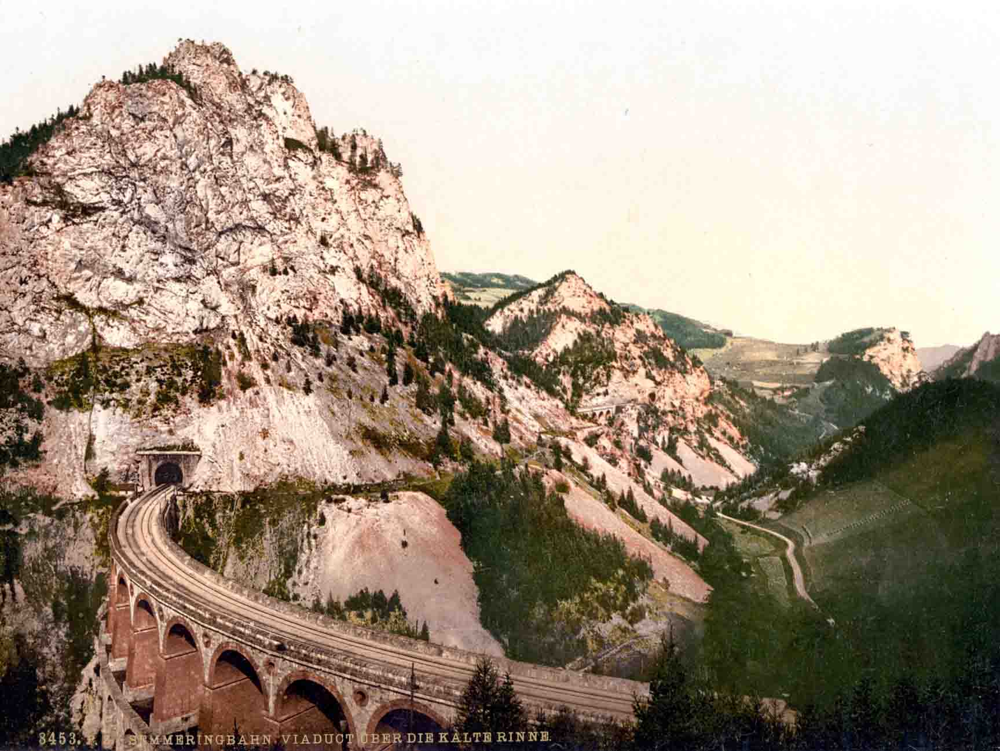 8453. P. Z. SEMMERINGBAHN. VIADUCT ÜBER DIE KALTE RINNE.